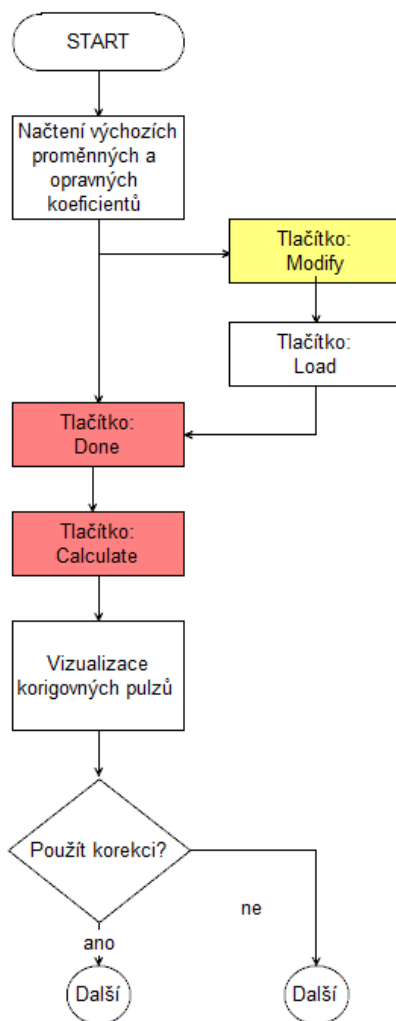 START
Načtení výchozích
proměnných a
opravných
koeficientů
Tlačítko:
Modify
Tlačítko:
Load
Tlačítko:
Done
Tlačítko:
Calculate
Vizualizace
korigovných pulzů
Použít korekci?
ne
ano
Další
Další